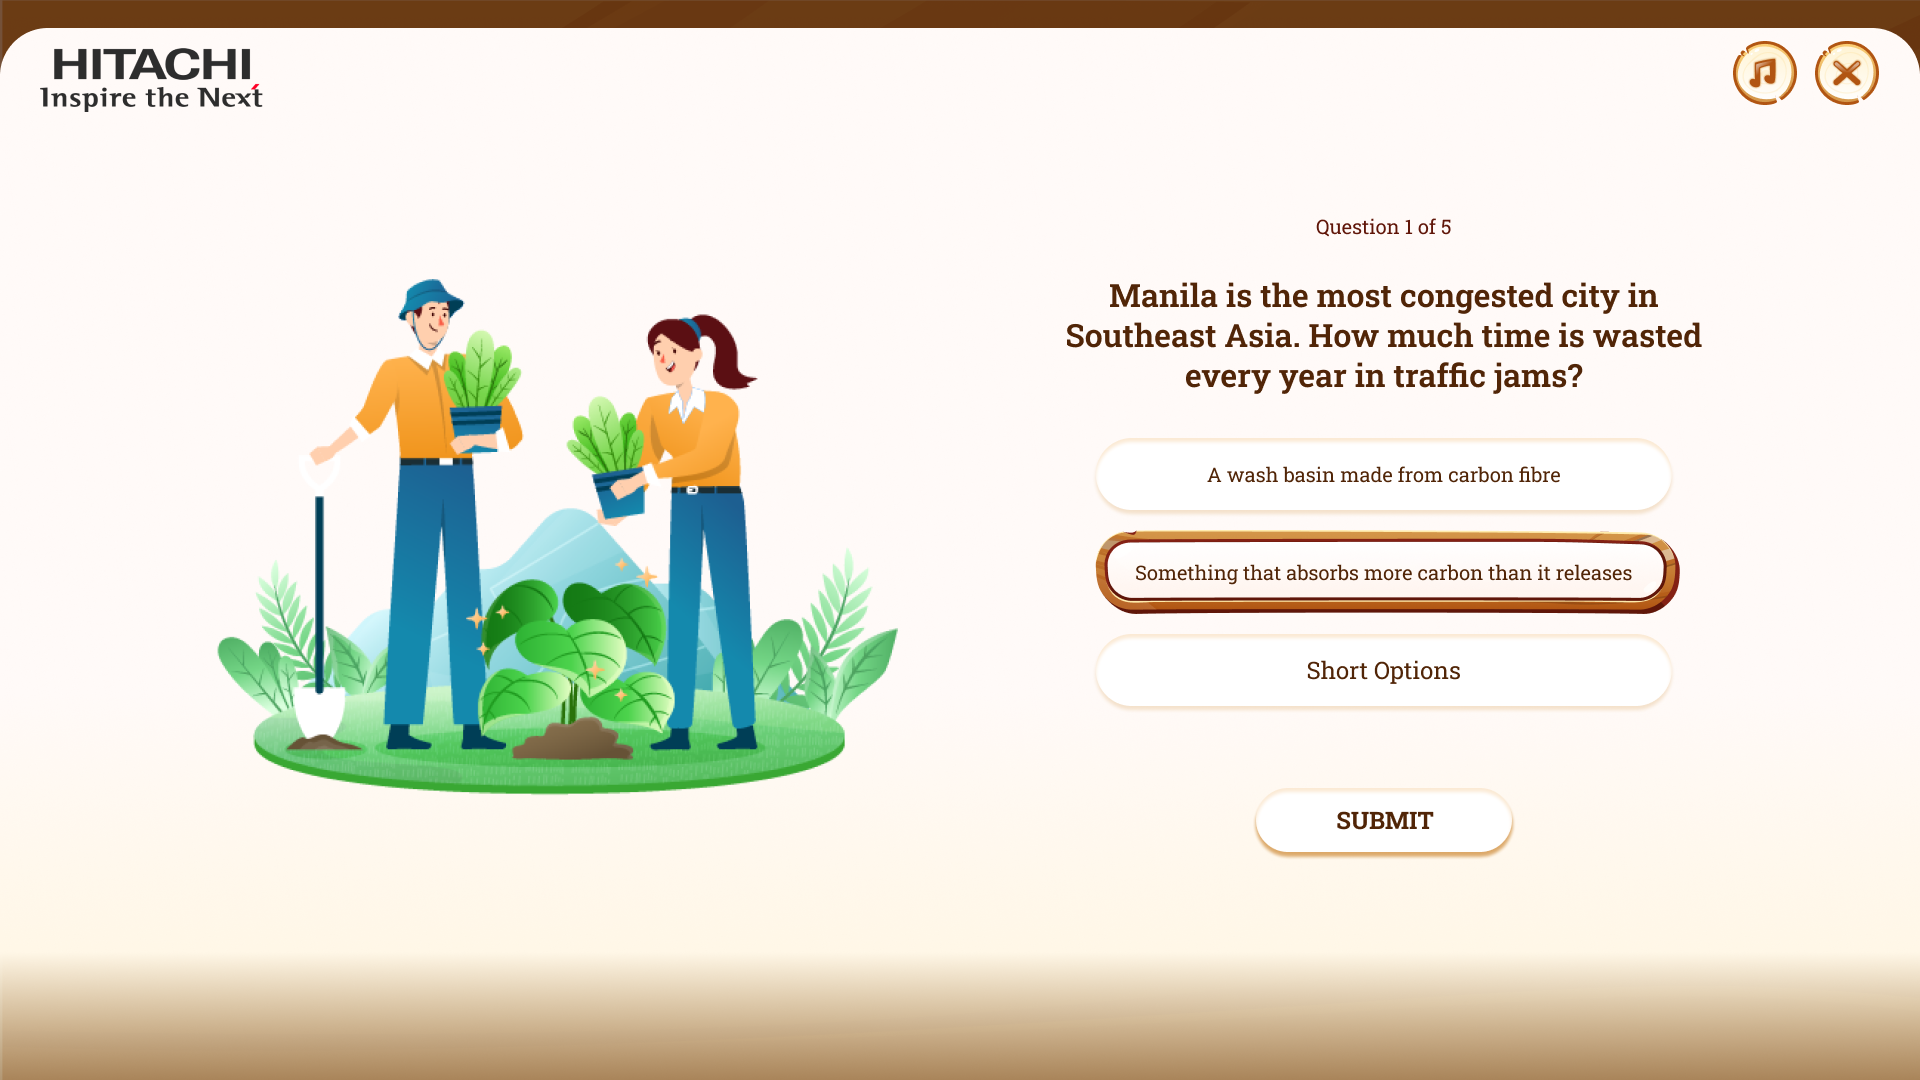 HITACHI
Inspire the Next
Question 1 of 5
Manila is the most congested city in
Southeast Asia. How much time is wasted
every year in traffic jams?
A wash basin made from carbon fibre
Something that absorbs more carbon than it releases
Short Options
SUBMIT